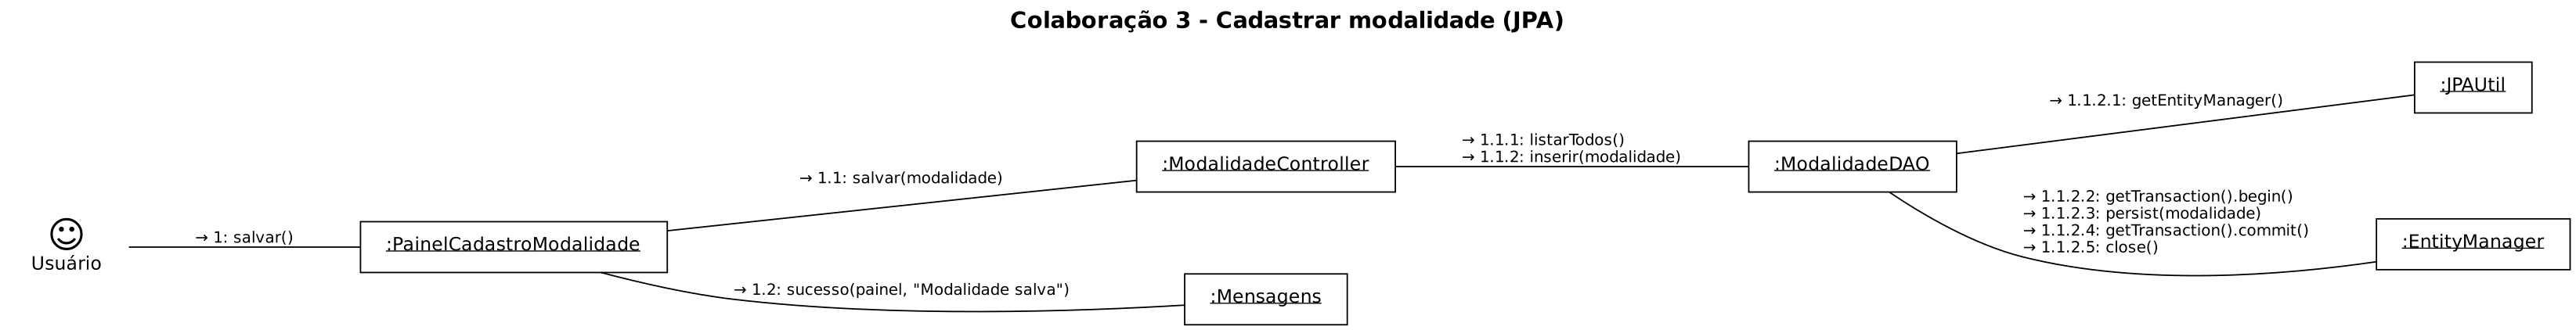 Colaboração 3 - Cadastrar modalidade (JPA)
Usuário
→ 1: salvar()
:PainelCadastroModalidade
→ 1.1: salvar(modalidade)
→ 1.2: sucesso(painel, "Modalidade salva")
:ModalidadeController
:Mensagens
→ 1.1.1: listarTodos()
→ 1.1.2: inserir(modalidade)
:ModalidadeDAO
→ 1.1.2.1: getEntityManager()
:JPAUtil
→ 1.1.2.2: getTransaction().begin()
→ 1.1.2.3: persist(modalidade)
→ 1.1.2.4: getTransaction().commit()
→ 1.1.2.5: close()
:EntityManager